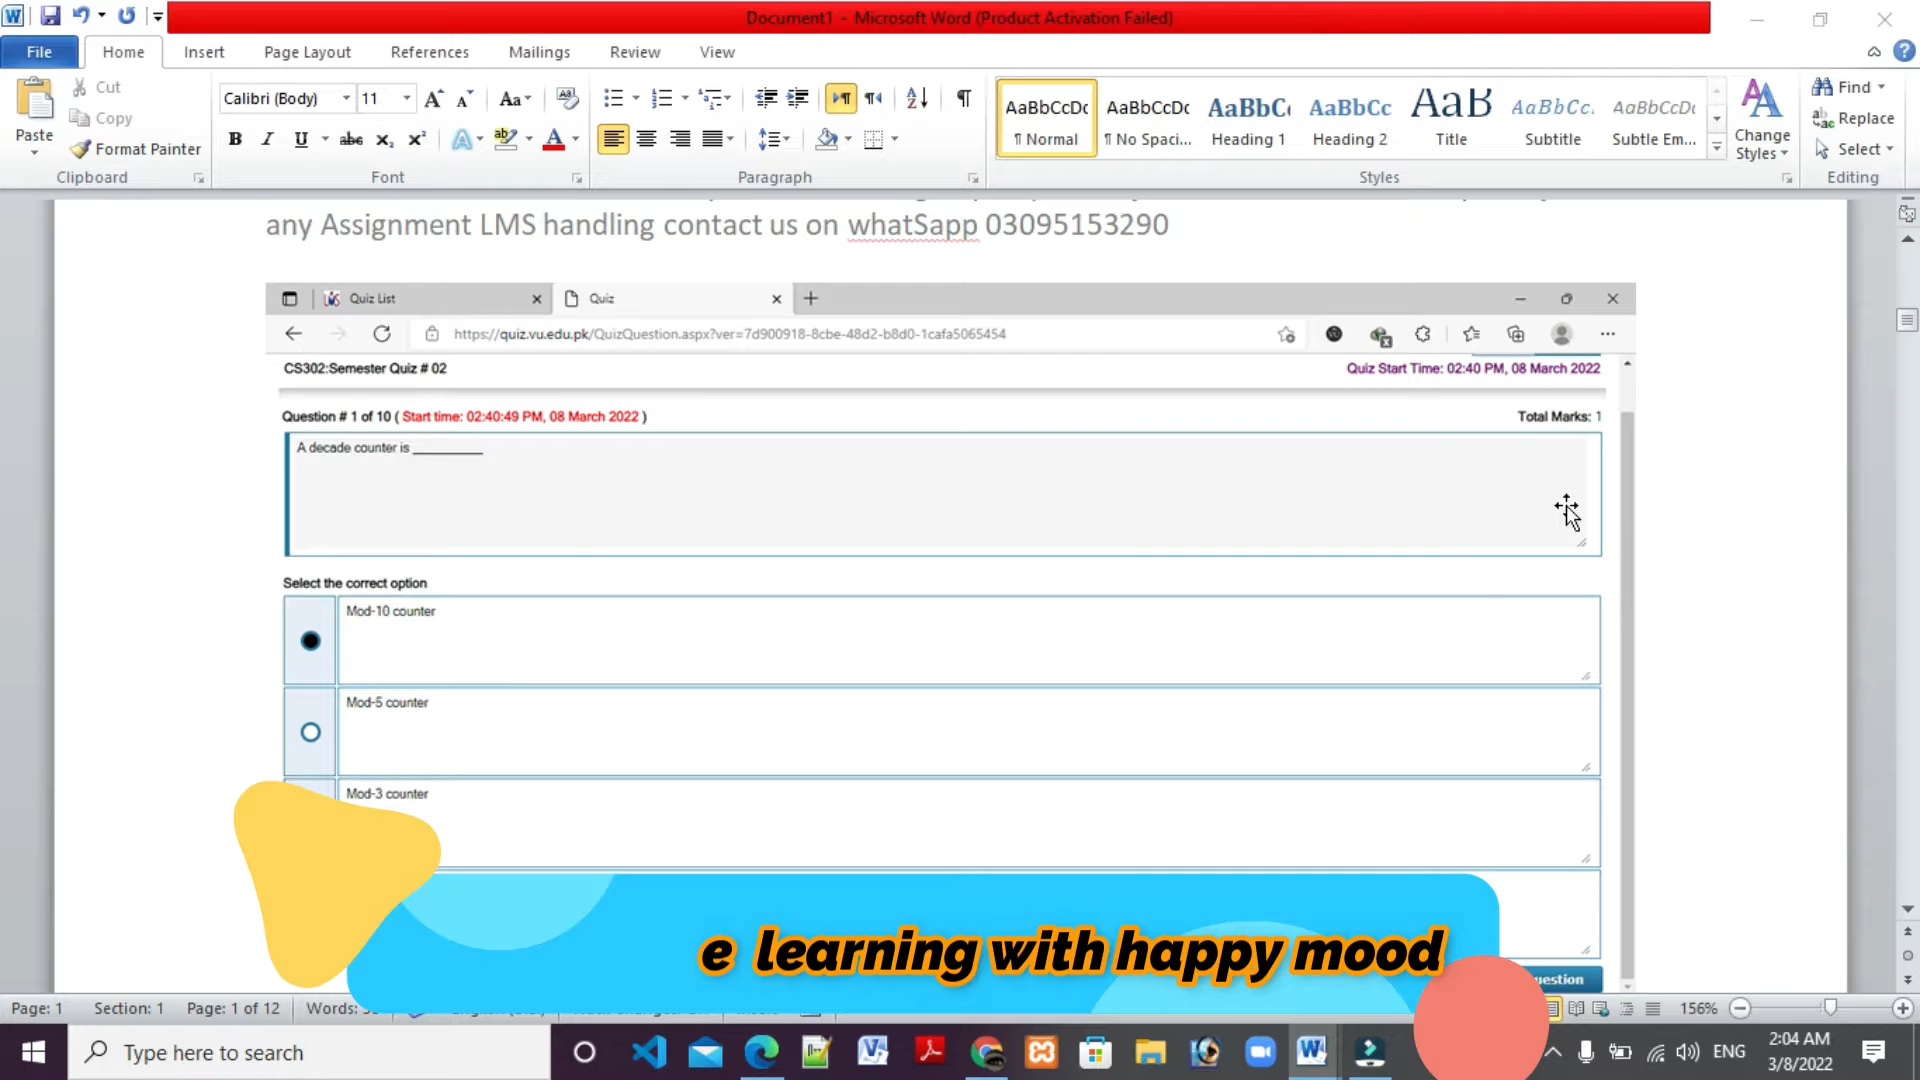 Document1 - Microsoft Word (Product Activation Failed)
File Home Insert Page Layout References Mailings Review View
Cut
Copy
Format Painter
Paste
Clipboard
Calibri (Body) 11
Font
Paragraph
AaBbCcDc AaBbCcDc AaBbC AaBbCc AaB AaBbCc. AaBbCcDc
¶ Normal ¶ No Spaci... Heading 1 Heading 2 Title Subtitle Subtle Em...
Styles
Change Styles
Find
Replace
Select
Editing
any Assignment LMS handling contact us on whatSapp 03095153290
Quiz List Quiz
https://quiz.vu.edu.pk/QuizQuestion.aspx?ver=7d900918-8cbe-48d2-b8d0-1cafa5065454
CS302:Semester Quiz # 02 Quiz Start Time: 02:40 PM, 08 March 2022
Question # 1 of 10 ( Start time: 02:40:49 PM, 08 March 2022 ) Total Marks: 1
A decade counter is __________
Select the correct option
Mod-10 counter
Mod-5 counter
Mod-3 counter
e learning with happy mood
Page: 1 Section: 1 Page: 1 of 12 Words: 156%
Type here to search
ENG
2:04 AM
3/8/2022